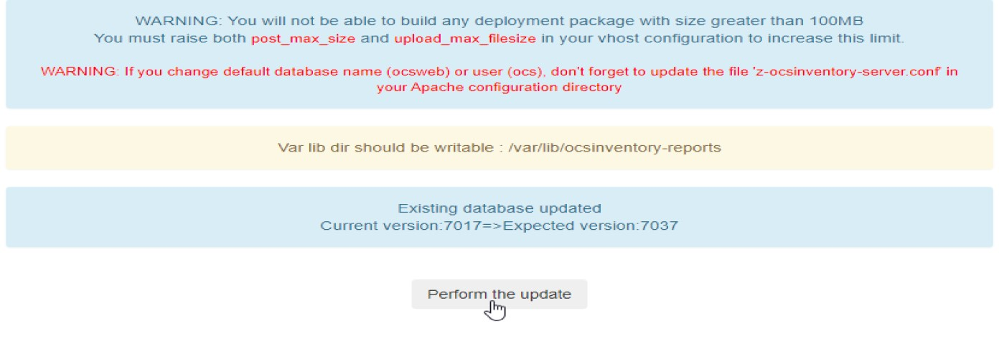 WARNING: You will not be able to build any deployment package with size greater than 100MB
You must raise both post_max_size and upload_max_filesize in your vhost configuration to increase this limit.
WARNING: If you change default database name (ocsweb) or user (ocs), don't forget to update the file 'z-ocsinventory-server.conf' in
your Apache configuration directory
Var lib dir should be writable : /var/lib/ocsinventory-reports
Existing database updated
Current version:7017=>Expected version:7037
Perform the update